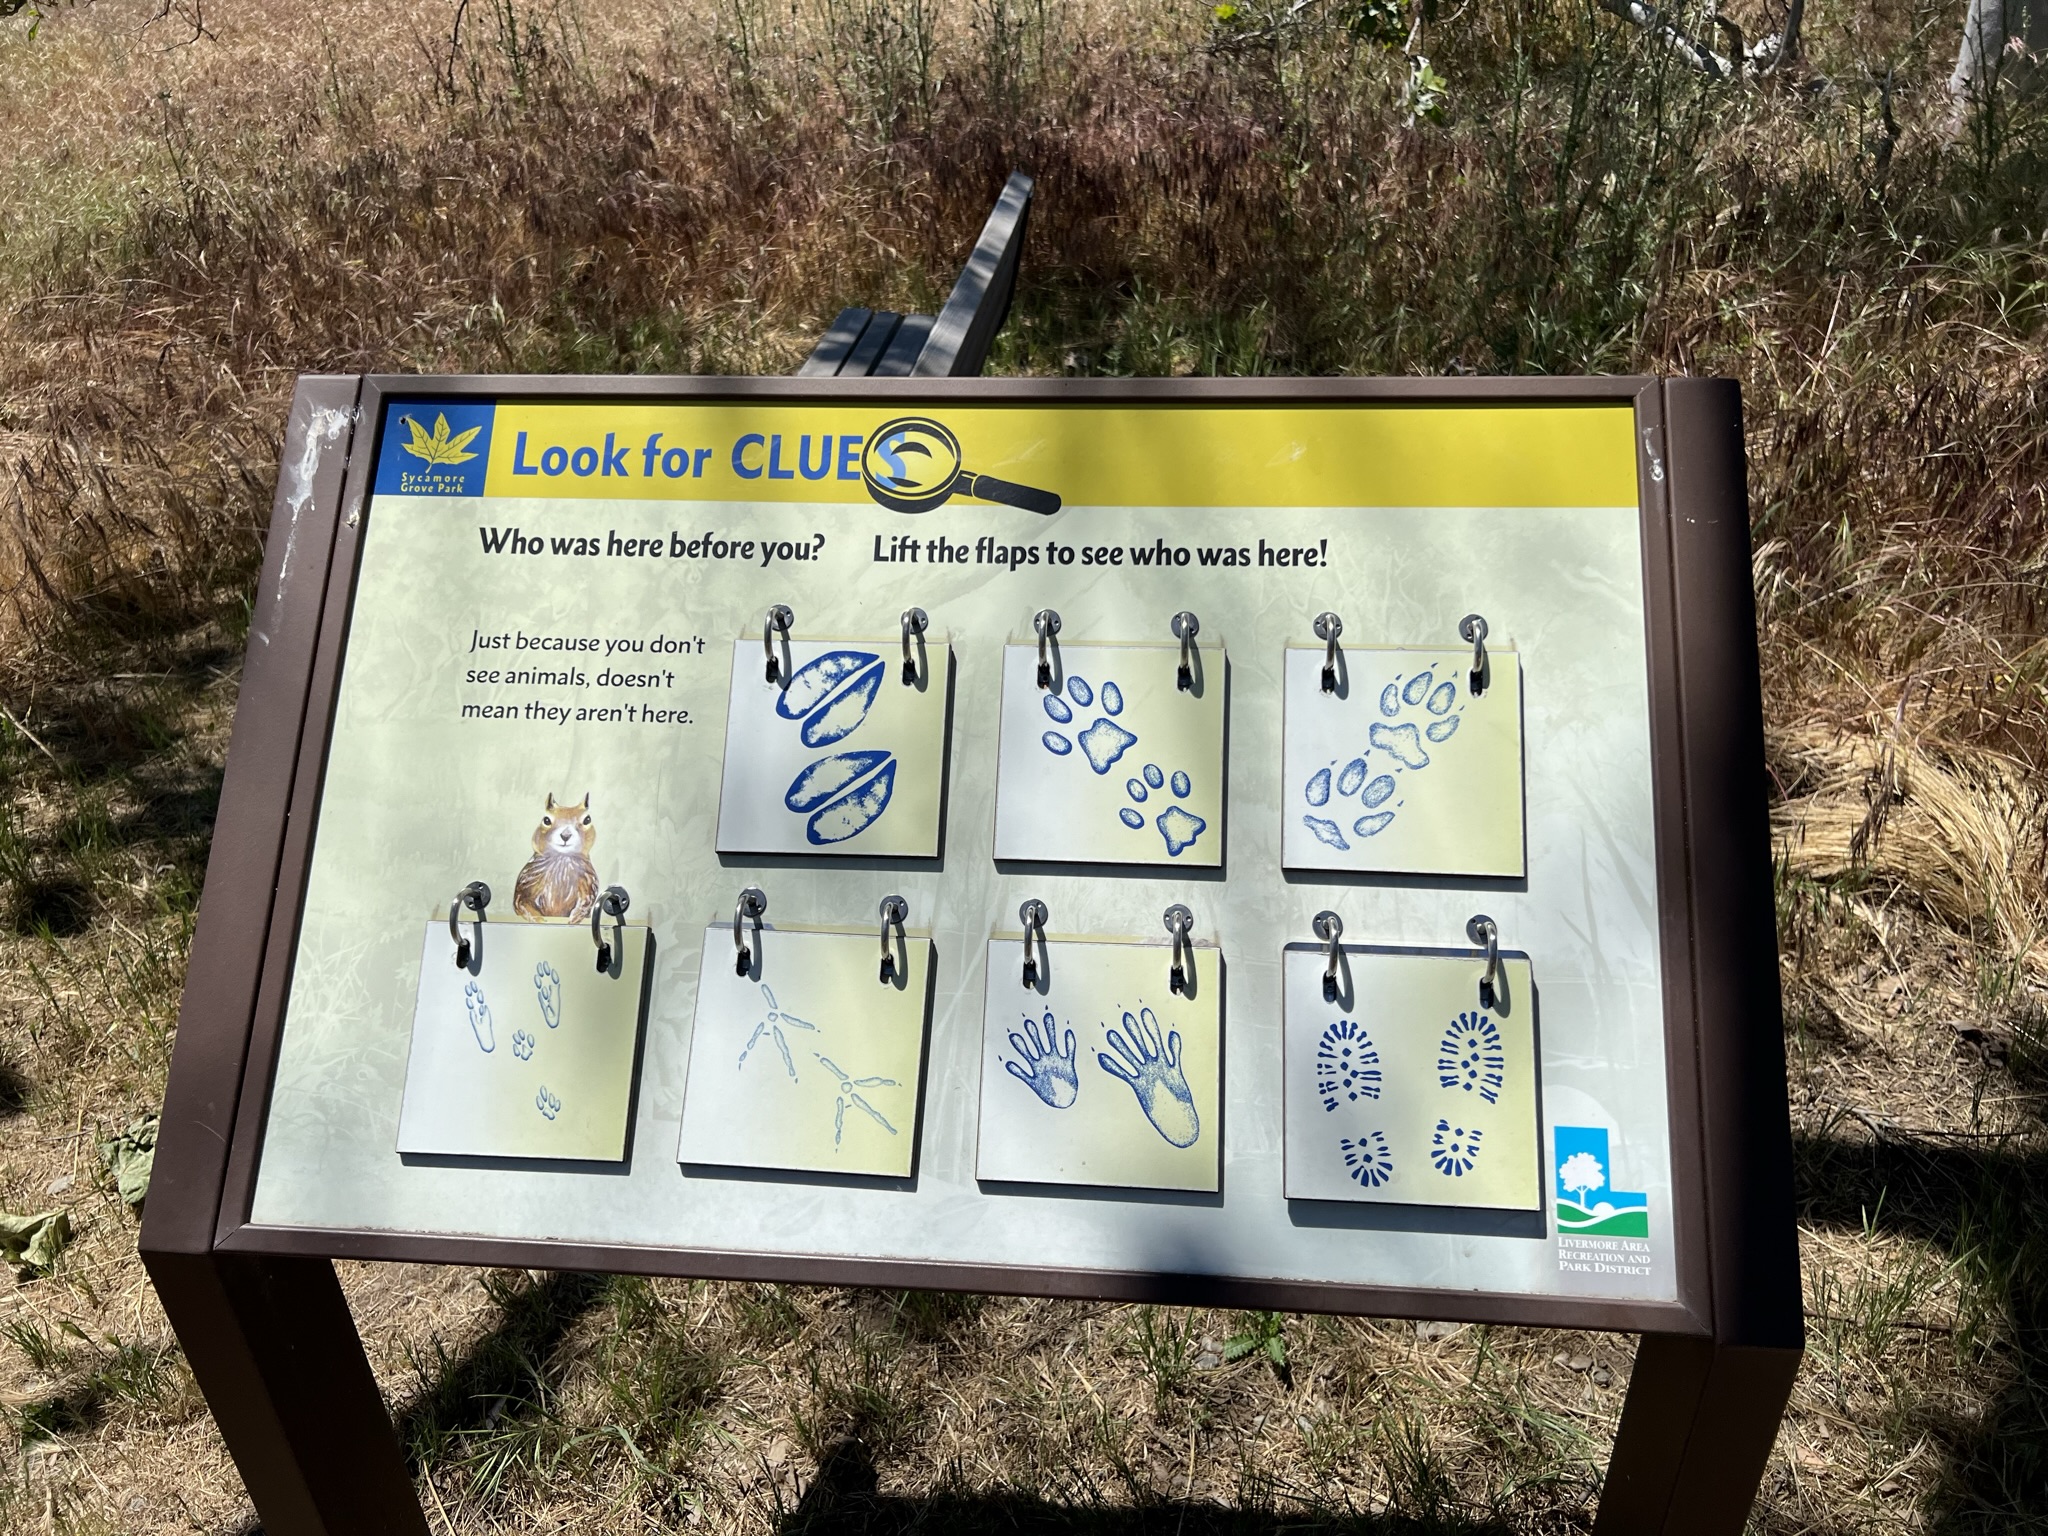 Sycamore
Grove Park
Look for CLUES
Who was here before you? Lift the flaps to see who was here!
Just because you don't
see animals, doesn't
mean they aren't here.
LIVERMORE AREA
RECREATION AND
PARK DISTRICT